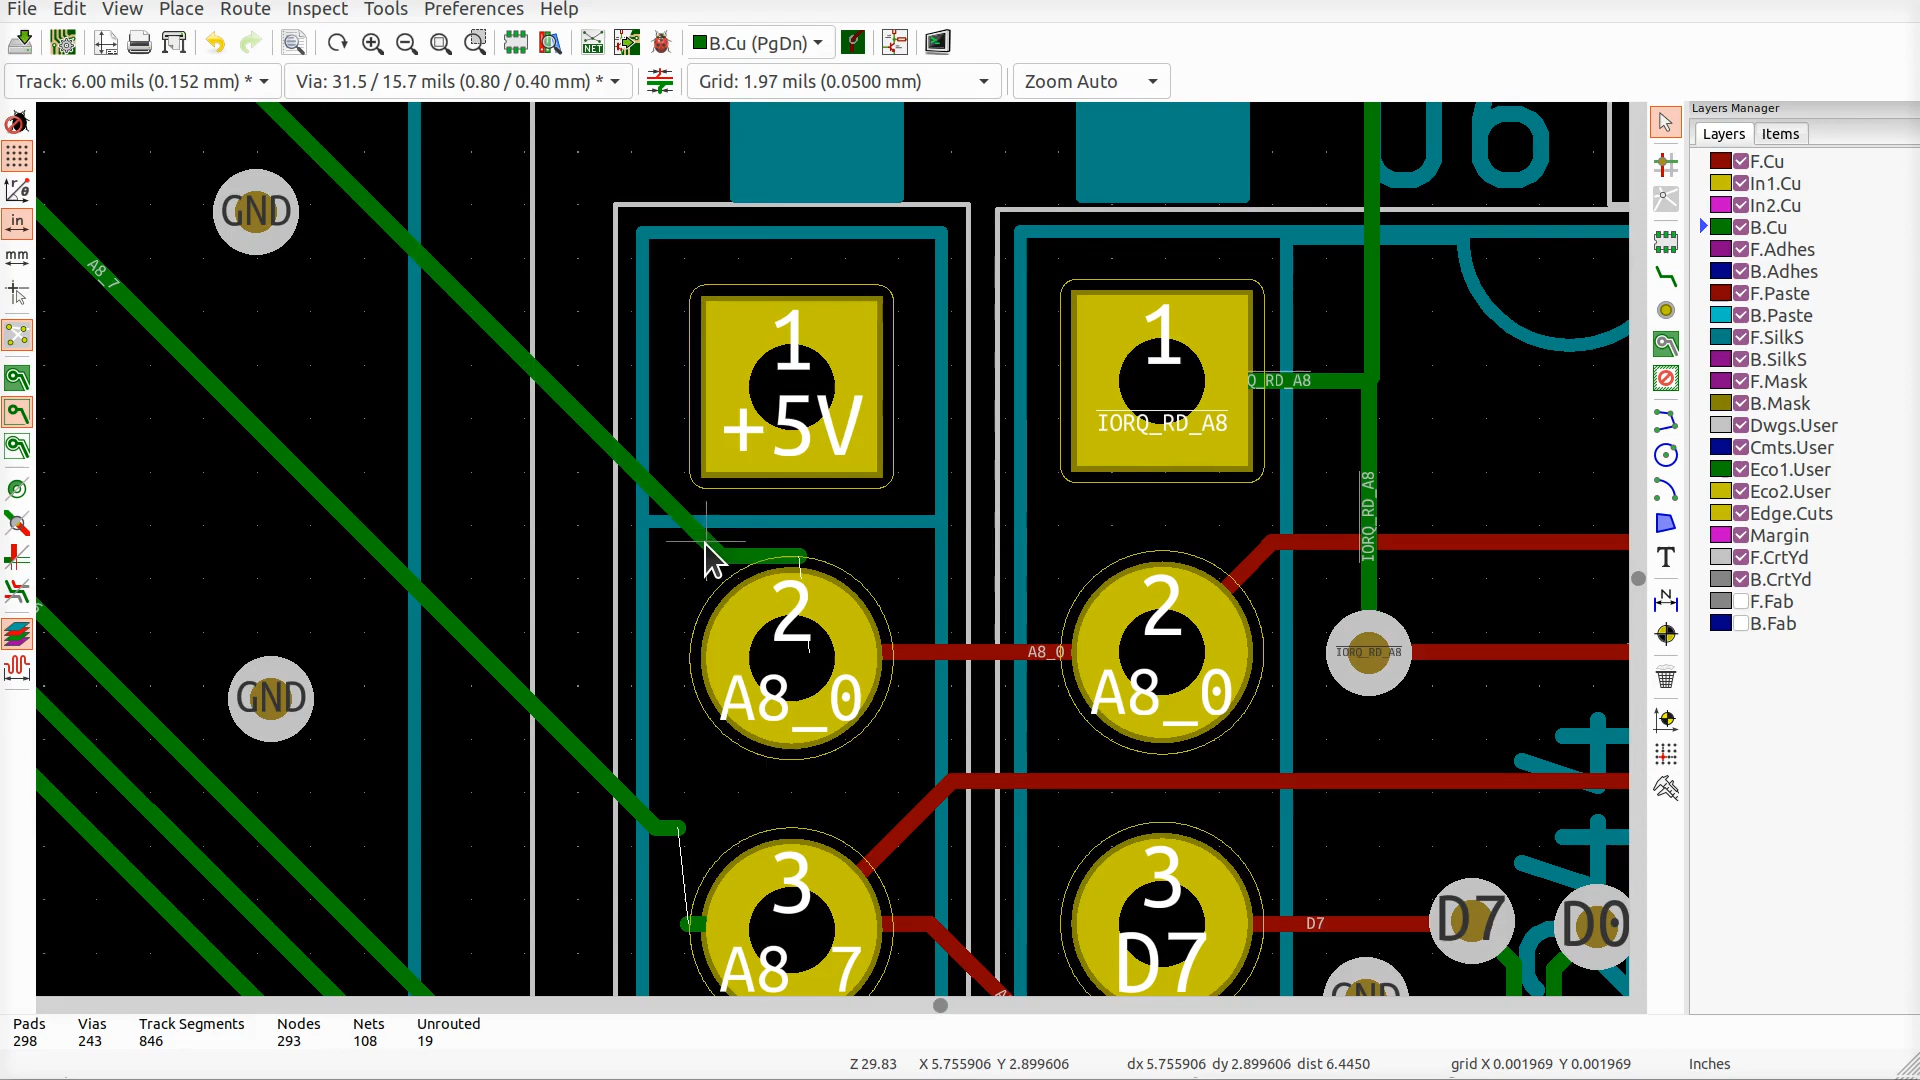 File Edit View Place Route Inspect Tools Preferences Help
B.Cu (PgDn)
Track: 6.00 mils (0.152 mm) * Via: 31.5 / 15.7 mils (0.80 / 0.40 mm) * Grid: 1.97 mils (0.0500 mm) Zoom Auto
Layers Manager
Layers Items
F.Cu
In1.Cu
In2.Cu
B.Cu
F.Adhes
B.Adhes
F.Paste
B.Paste
F.SilkS
B.SilkS
F.Mask
B.Mask
Dwgs.User
Cmts.User
Eco1.User
Eco2.User
Edge.Cuts
Margin
F.CrtYd
B.CrtYd
F.Fab
B.Fab
in
mm
NET
U6
GND
A8_7
1
+5V
1
IORQ_RD_A8
Q_RD_A8
IORQ_RD_A8
2
A8_0
A8_0
2
A8_0
IORQ_RD_A8
GND
3
A8_7
3
D7
D7
D7
D0
GND
T
N
Pads Vias Track Segments Nodes Nets Unrouted
298 243 846 293 108 19
Z 29.83 X 5.755906 Y 2.899606 dx 5.755906 dy 2.899606 dist 6.4450 grid X 0.001969 Y 0.001969 Inches